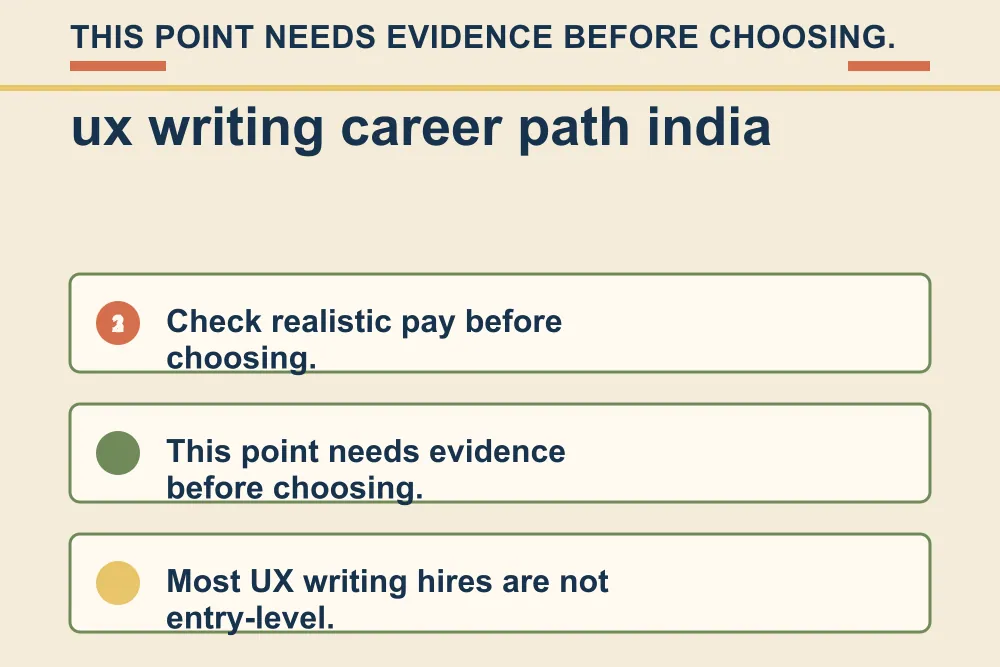 THIS POINT NEEDS EVIDENCE BEFORE CHOOSING.
ux writing career path india
Check realistic pay before
choosing.
This point needs evidence
before choosing.
Most UX writing hires are not
entry-level.